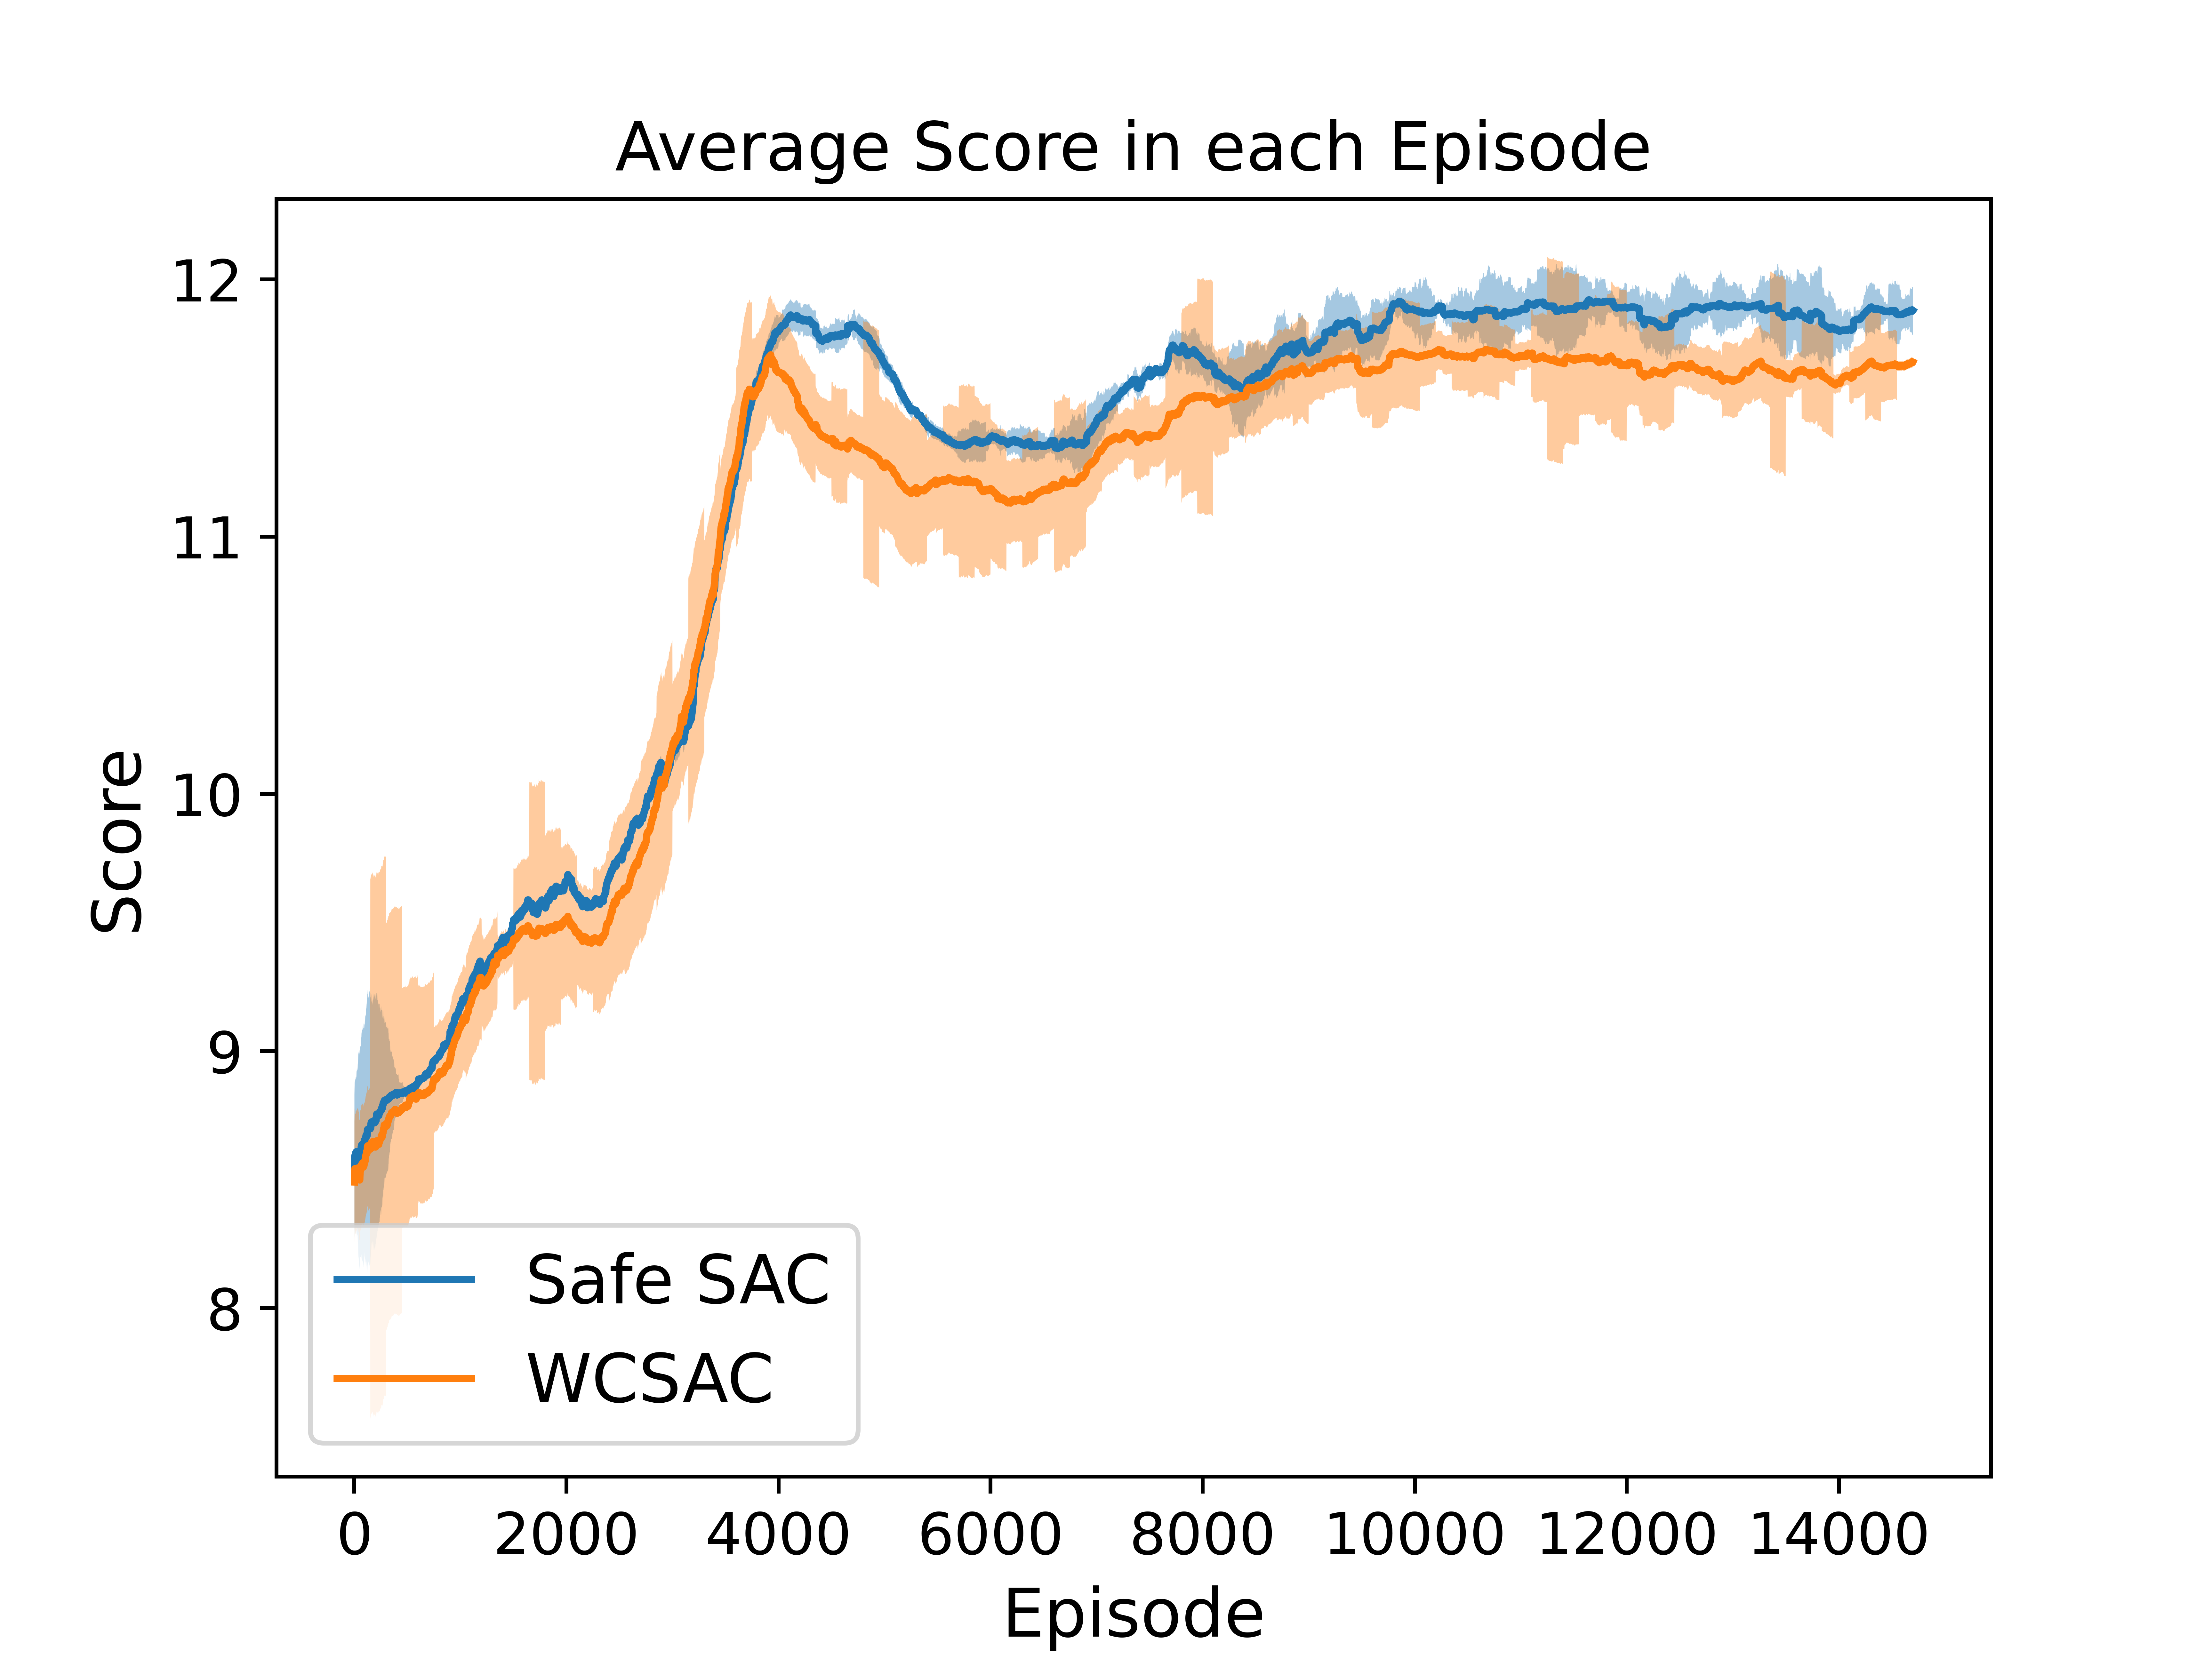 Average Score in each Episode
12
11
10
9
8
Score
Safe SAC
WCSAC
0 2000 4000 6000 8000 10000 12000 14000
Episode